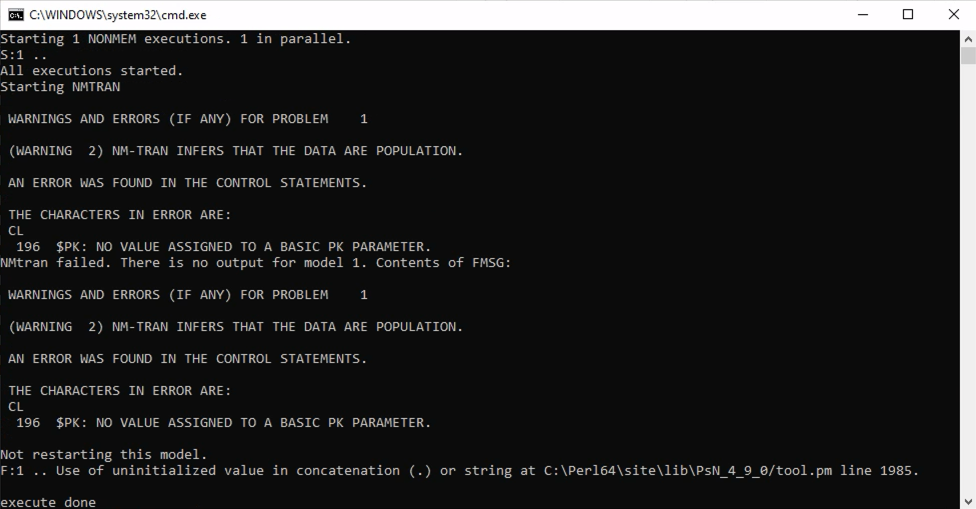 C:\WINDOWS\system32\cmd.exe
Starting 1 NONMEM executions. 1 in parallel.
S:1 ..
All executions started.
Starting NMTRAN
WARNINGS AND ERRORS (IF ANY) FOR PROBLEM    1
(WARNING  2) NM-TRAN INFERS THAT THE DATA ARE POPULATION.
AN ERROR WAS FOUND IN THE CONTROL STATEMENTS.
THE CHARACTERS IN ERROR ARE:
CL
196  $PK: NO VALUE ASSIGNED TO A BASIC PK PARAMETER.
NMtran failed. There is no output for model 1. Contents of FMSG:
WARNINGS AND ERRORS (IF ANY) FOR PROBLEM    1
(WARNING  2) NM-TRAN INFERS THAT THE DATA ARE POPULATION.
AN ERROR WAS FOUND IN THE CONTROL STATEMENTS.
THE CHARACTERS IN ERROR ARE:
CL
196  $PK: NO VALUE ASSIGNED TO A BASIC PK PARAMETER.
Not restarting this model.
F:1 .. Use of uninitialized value in concatenation (.) or string at C:\Perl64\site\lib\PsN_4_9_0/tool.pm line 1985.
execute done